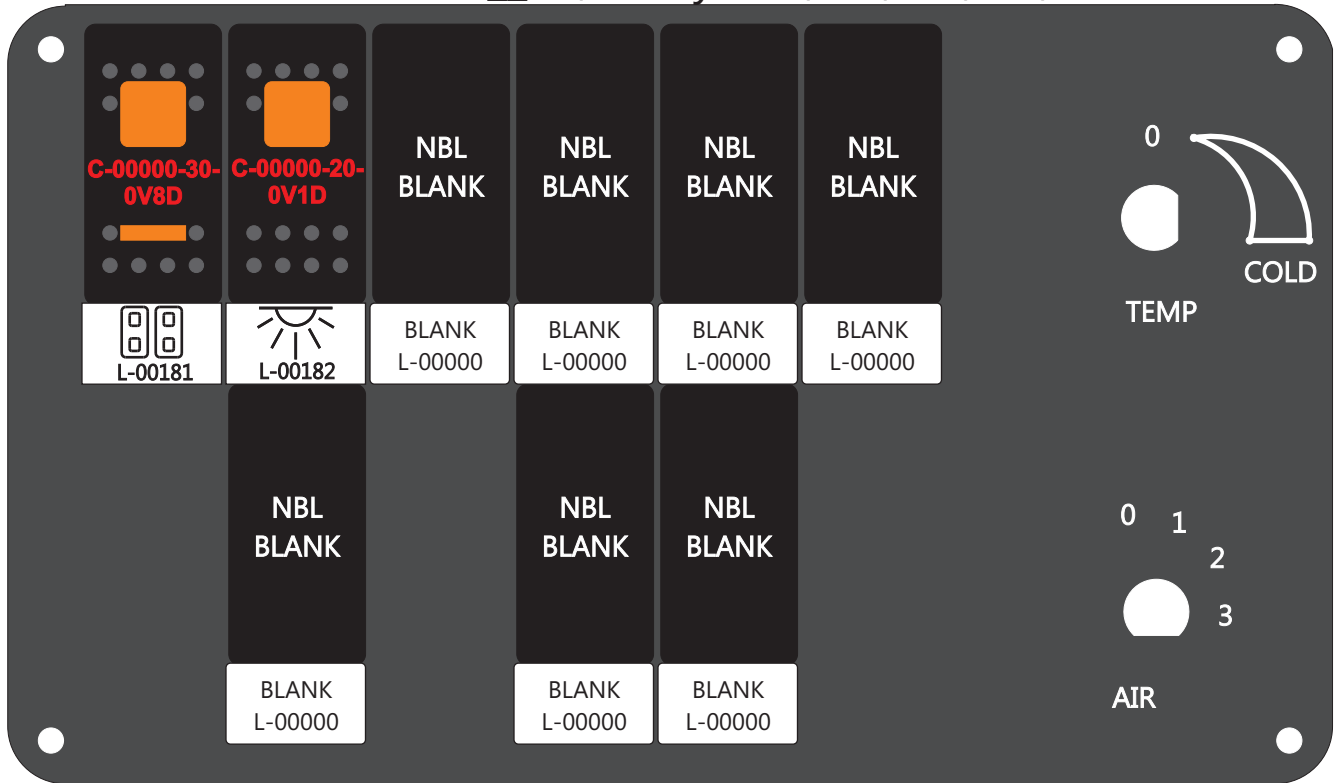 C-00000-30-
0V8D
C-00000-20-
0V1D
NBL
BLANK
NBL
BLANK
NBL
BLANK
NBL
BLANK
0
COLD
TEMP
L-00181
L-00182
BLANK
L-00000
BLANK
L-00000
BLANK
L-00000
BLANK
L-00000
NBL
BLANK
NBL
BLANK
NBL
BLANK
0
1
2
3
AIR
BLANK
L-00000
BLANK
L-00000
BLANK
L-00000